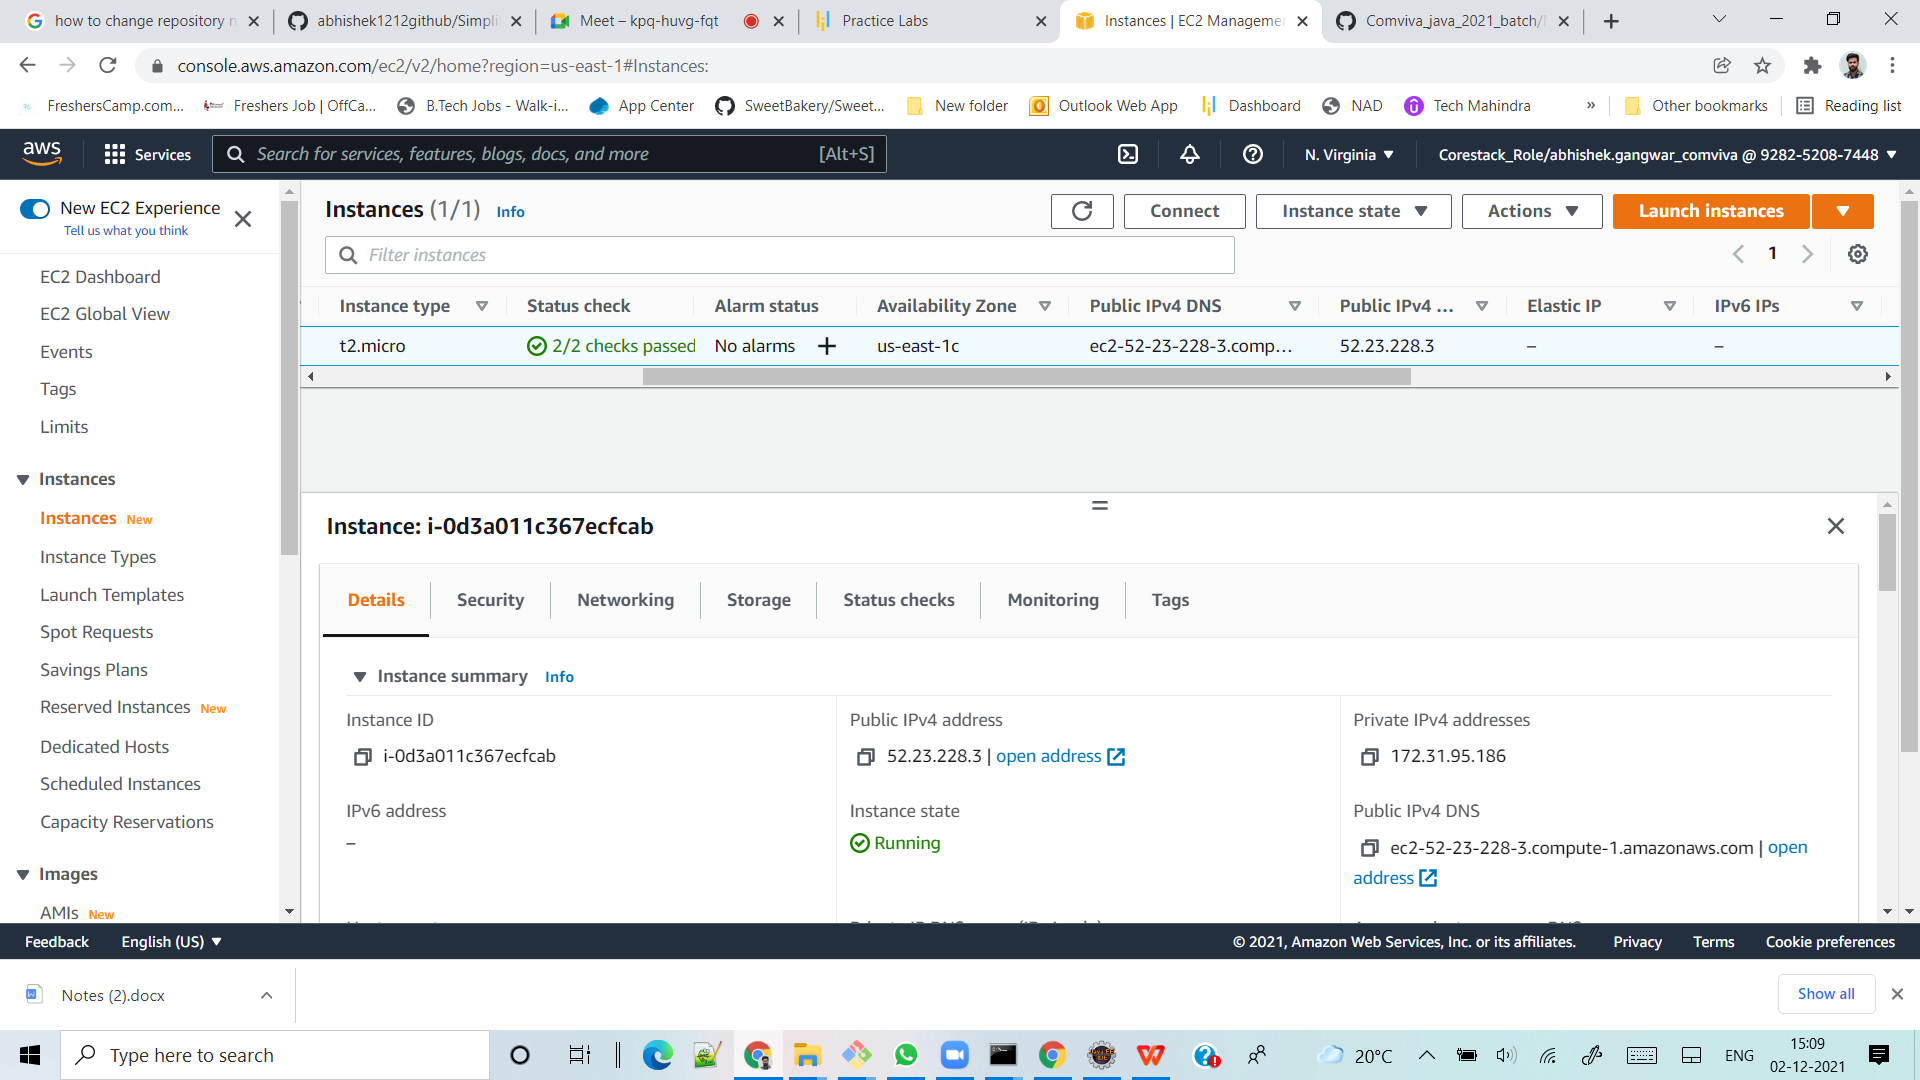 how to change repository n
abhishek1212github/Simpli
Meet – kpq-huvg-fqt
Practice Labs
Instances | EC2 Manageme
Comviva_java_2021_batch/
console.aws.amazon.com/ec2/v2/home?region=us-east-1#Instances:
FreshersCamp.com...
Freshers Job | OffCa...
B.Tech Jobs - Walk-i...
App Center
SweetBakery/Sweet...
New folder
Outlook Web App
Dashboard
NAD
Tech Mahindra
»
Other bookmarks
Reading list
aws
Services
Search for services, features, blogs, docs, and more
[Alt+S]
N. Virginia
Corestack_Role/abhishek.gangwar_comviva @ 9282-5208-7448
New EC2 Experience
Tell us what you think
EC2 Dashboard
EC2 Global View
Events
Tags
Limits
Instances
Instances New
Instance Types
Launch Templates
Spot Requests
Savings Plans
Reserved Instances New
Dedicated Hosts
Scheduled Instances
Capacity Reservations
Images
AMIs New
Instances (1/1) Info
Connect
Instance state
Actions
Launch instances
Filter instances
1
Instance type
Status check
Alarm status
Availability Zone
Public IPv4 DNS
Public IPv4 ...
Elastic IP
IPv6 IPs
t2.micro
2/2 checks passed
No alarms
us-east-1c
ec2-52-23-228-3.comp...
52.23.228.3
–
–
Instance: i-0d3a011c367ecfcab
Details
Security
Networking
Storage
Status checks
Monitoring
Tags
Instance summary Info
Instance ID
i-0d3a011c367ecfcab
Public IPv4 address
52.23.228.3 | open address
Private IPv4 addresses
172.31.95.186
IPv6 address
–
Instance state
Running
Public IPv4 DNS
ec2-52-23-228-3.compute-1.amazonaws.com | open
address
Feedback
English (US)
© 2021, Amazon Web Services, Inc. or its affiliates.
Privacy
Terms
Cookie preferences
Notes (2).docx
Show all
Type here to search
20°C
ENG
15:09
02-12-2021